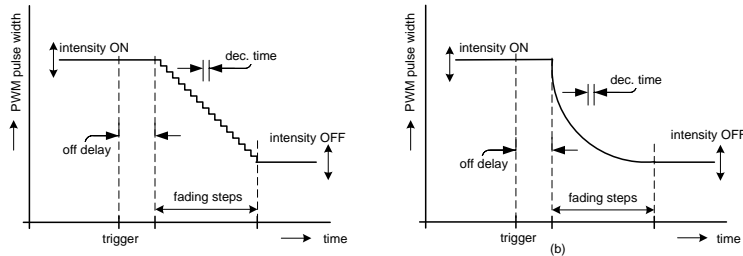 PWM pulse width
intensity ON
dec. time
off delay
intensity OFF
fading steps
trigger
time
PWM pulse width
intensity ON
dec. time
off delay
intensity OFF
fading steps
trigger
time
(b)